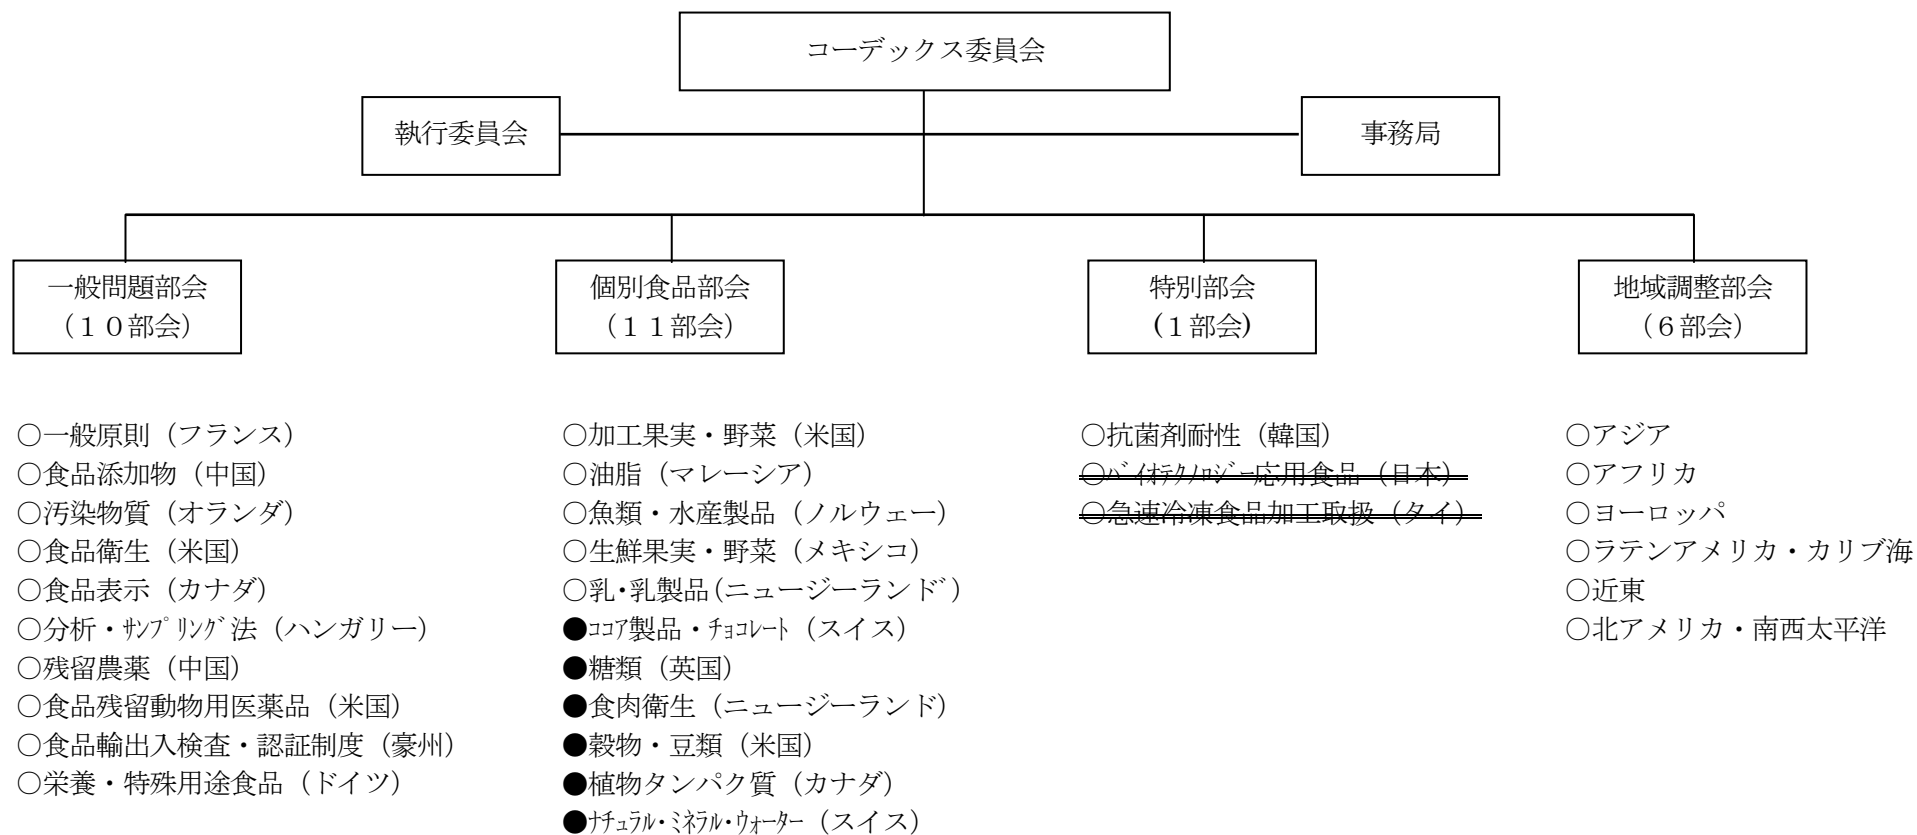 コーデックス委員会
執行委員会
事務局
一般問題部会
（１０部会）
個別食品部会
（１１部会）
特別部会
(１部会)
地域調整部会
（６部会）
○一般原則（フランス）
○食品添加物（中国）
○汚染物質（オランダ）
○食品衛生（米国）
○食品表示（カナダ）
○分析・ｻﾝﾌﾟﾘﾝｸﾞ法（ハンガリー）
○残留農薬（中国）
○食品残留動物用医薬品（米国）
○食品輸出入検査・認証制度（豪州）
○栄養・特殊用途食品（ドイツ）
○加工果実・野菜（米国）
○油脂（マレーシア）
○魚類・水産製品（ノルウェー）
○生鮮果実・野菜（メキシコ）
○乳・乳製品（ニュージーランﾄﾞ）
●ｺｺｱ製品・ﾁｮｺﾚｰﾄ（スイス）
●糖類（英国）
●食肉衛生（ニュージーランド）
●穀物・豆類（米国）
●植物タンパク質（カナダ）
●ﾅﾁｭﾗﾙ・ﾐﾈﾗﾙ・ｳｫｰﾀｰ（スイス）
○抗菌剤耐性（韓国）
○ﾊﾞｲｵﾃｸﾉﾛｼﾞｰ応用食品（日本）
○急速冷凍食品加工取扱（タイ）
○アジア
○アフリカ
○ヨーロッパ
○ラテンアメリカ・カリブ海
○近東
○北アメリカ・南西太平洋